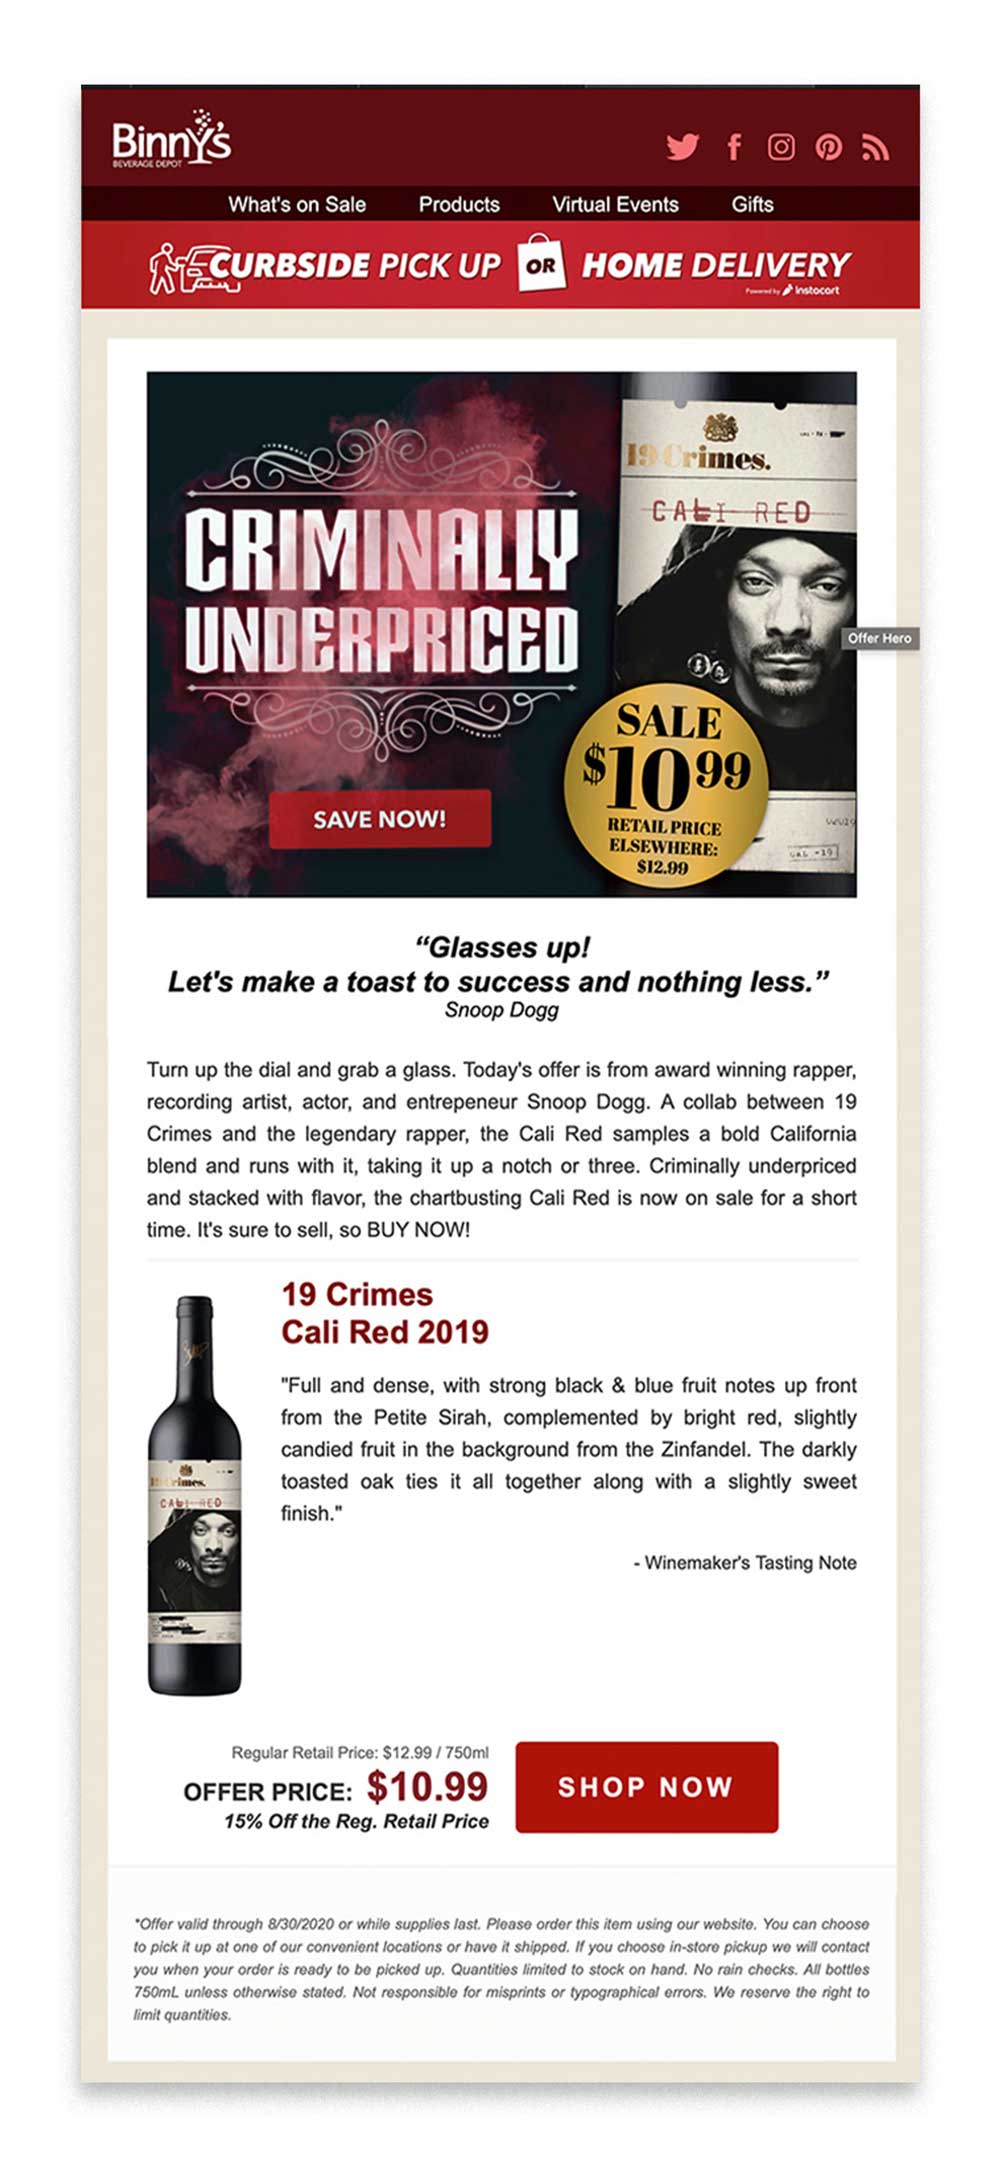 Binny's
BEVERAGE DEPOT
What's on Sale Products Virtual Events Gifts
CURBSIDE PICK UP OR HOME DELIVERY
Powered by instacart
19 Crimes.
CALI RED
CRIMINALLY
UNDERPRICED
Offer Hero
SALE
$10.99
RETAIL PRICE
ELSEWHERE:
$12.99
SAVE NOW!
“Glasses up!
Let's make a toast to success and nothing less.”
Snoop Dogg
Turn up the dial and grab a glass. Today's offer is from award winning rapper,
recording artist, actor, and entrepeneur Snoop Dogg. A collab between 19
Crimes and the legendary rapper, the Cali Red samples a bold California
blend and runs with it, taking it up a notch or three. Criminally underpriced
and stacked with flavor, the chartbusting Cali Red is now on sale for a short
time. It's sure to sell, so BUY NOW!
19 Crimes
Cali Red 2019
"Full and dense, with strong black & blue fruit notes up front
from the Petite Sirah, complemented by bright red, slightly
candied fruit in the background from the Zinfandel. The darkly
toasted oak ties it all together along with a slightly sweet
finish."
- Winemaker's Tasting Note
19 Crimes.
CALI RED
Regular Retail Price: $12.99 / 750ml
OFFER PRICE: $10.99
15% Off the Reg. Retail Price
SHOP NOW
*Offer valid through 8/30/2020 or while supplies last. Please order this item using our website. You can choose
to pick it up at one of our convenient locations or have it shipped. If you choose in-store pickup we will contact
you when your order is ready to be picked up. Quantities limited to stock on hand. No rain checks. All bottles
750mL unless otherwise stated. Not responsible for misprints or typographical errors. We reserve the right to
limit quantities.